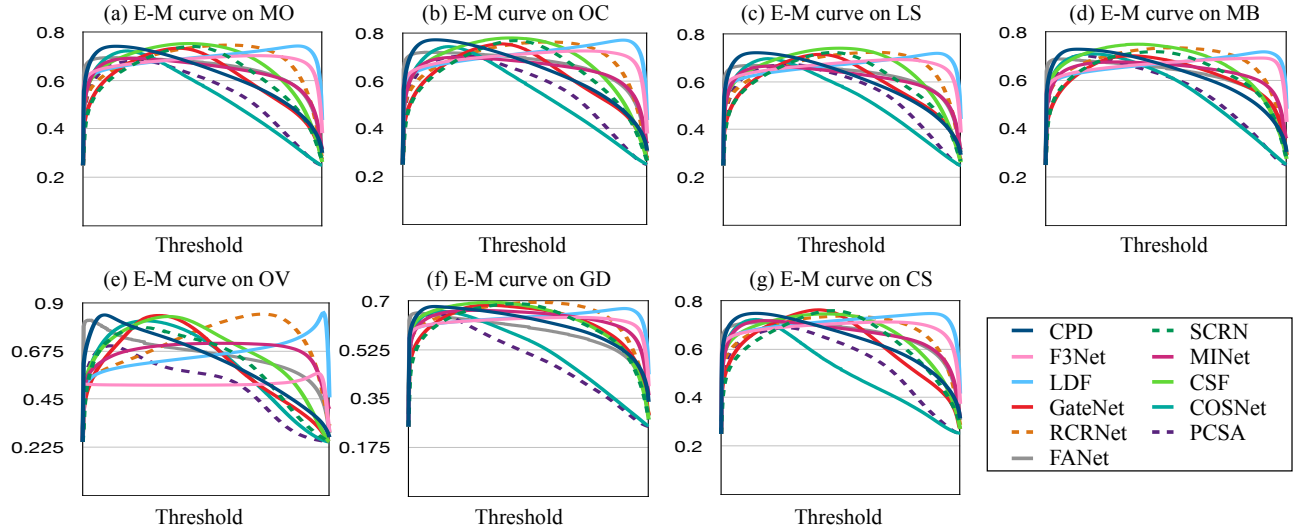 (a) E-M curve on MO
(b) E-M curve on OC
(c) E-M curve on LS
(d) E-M curve on MB
0.8
0.6
0.4
0.2
0.8
0.6
0.4
0.2
0.8
0.6
0.4
0.2
0.8
0.6
0.4
0.2
Threshold
Threshold
Threshold
Threshold
(e) E-M curve on OV
(f) E-M curve on GD
(g) E-M curve on CS
0.9
0.675
0.45
0.225
0.7
0.525
0.35
0.175
0.8
0.6
0.4
0.2
Threshold
Threshold
Threshold
CPD
F3Net
LDF
GateNet
RCRNet
FANet
SCRN
MINet
CSF
COSNet
PCSA